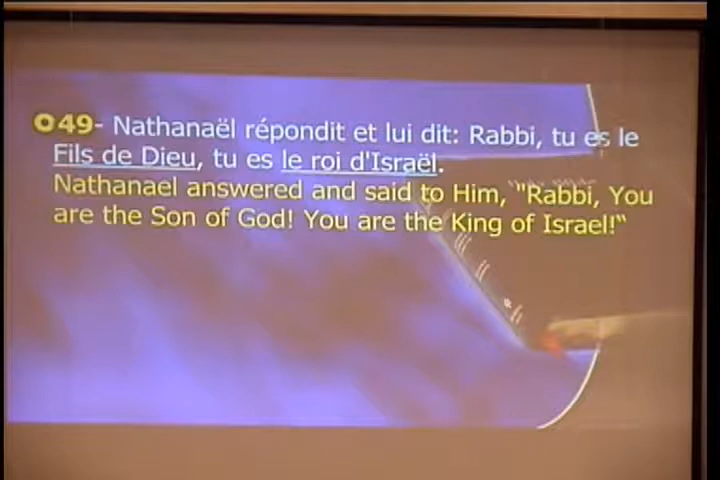 49- Nathanaël répondit et lui dit: Rabbi, tu es le
Fils de Dieu, tu es le roi d'Israël.
Nathanael answered and said to Him, "Rabbi, You
are the Son of God! You are the King of Israel!“